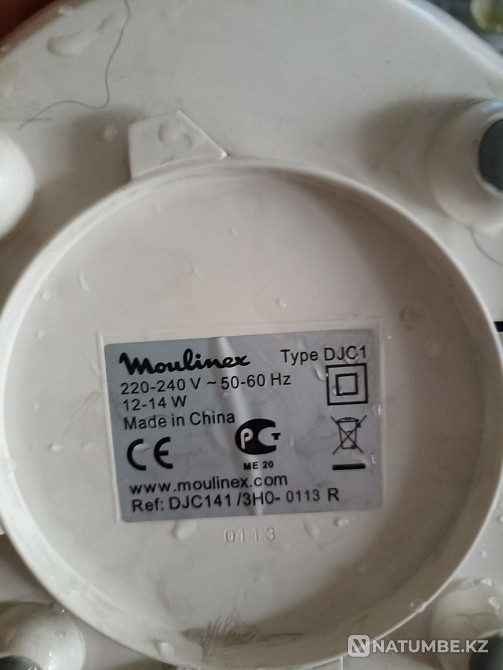 Moulinex Type DJC1
220-240 V ~ 50-60 Hz
12-14 W
Made in China
CE PCT
ME 20
www.moulinex.com
Ref: DJC141 /3H0- 0113 R
0113
NATUMBE.KZ